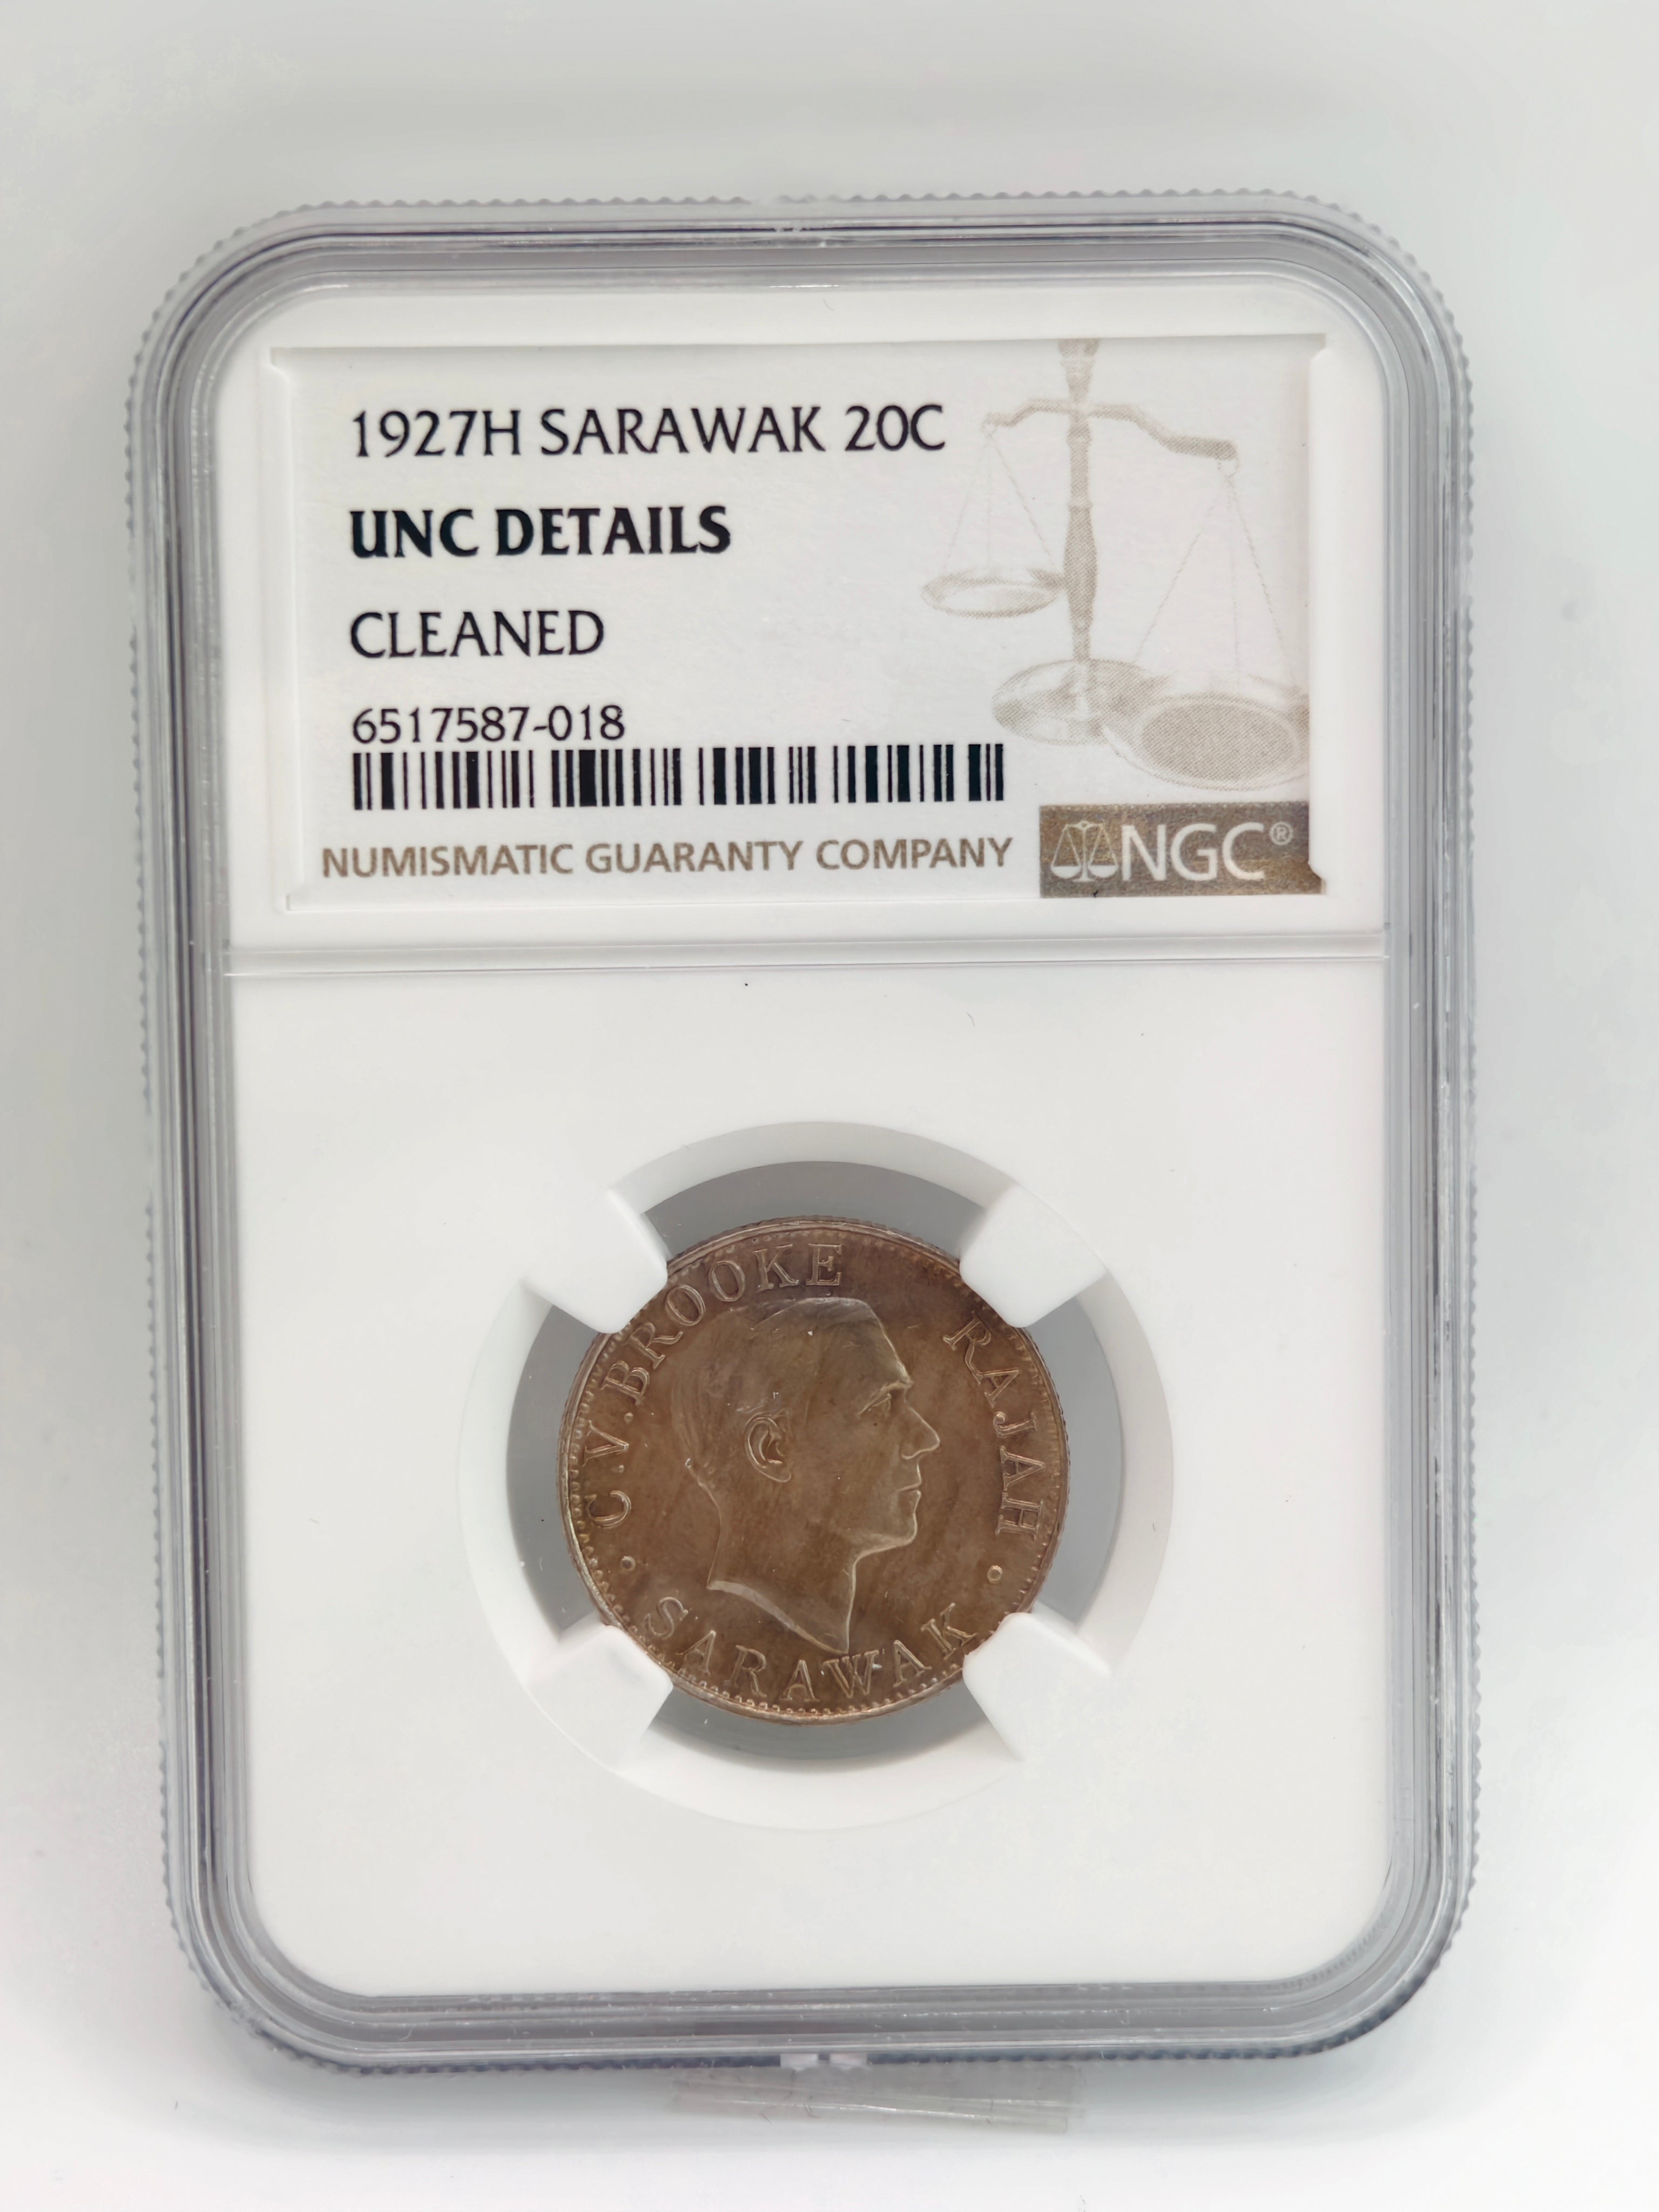 1927H SARAWAK 20C
UNC DETAILS
CLEANED
6517587-018
NUMISMATIC GUARANTY COMPANY
NGC®
C.V.BROOKE RAJAH
• SARAWAK •